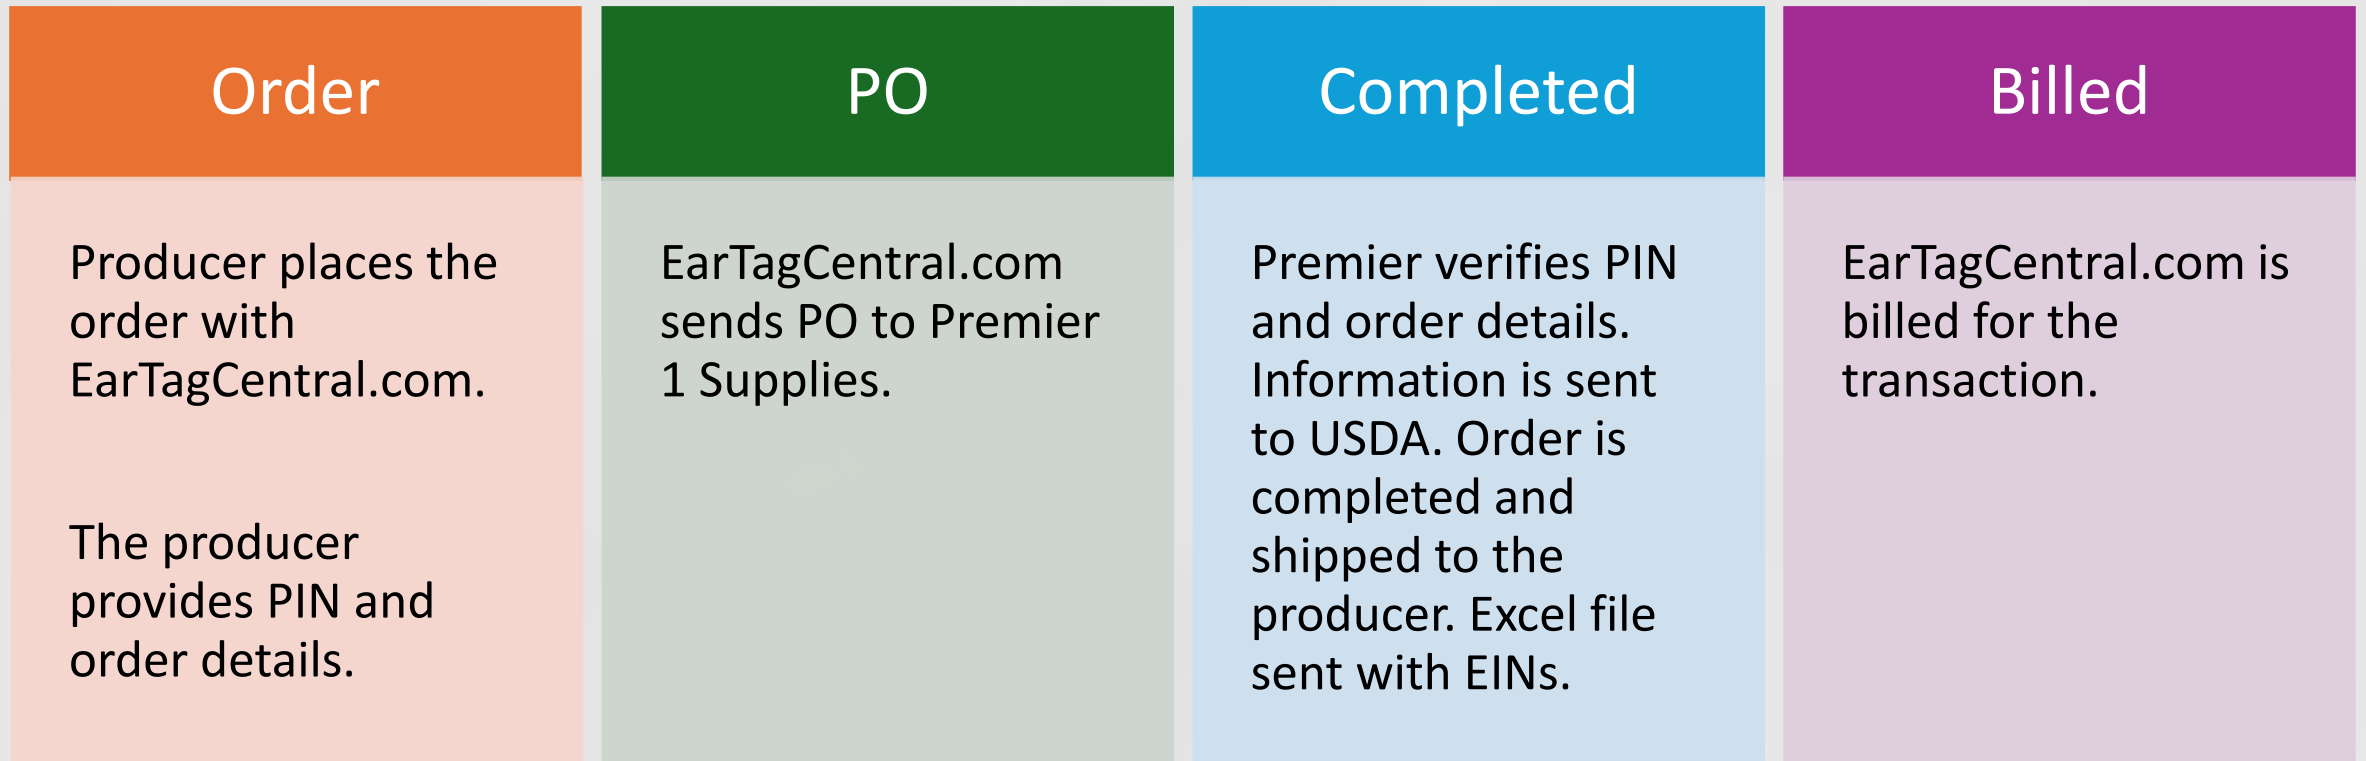 Order
Producer places the
order with
EarTagCentral.com.
The producer
provides PIN and
order details.
PO
EarTagCentral.com
sends PO to Premier
1 Supplies.
Completed
Premier verifies PIN
and order details.
Information is sent
to USDA. Order is
completed and
shipped to the
producer. Excel file
sent with EINs.
Billed
EarTagCentral.com is
billed for the
transaction.